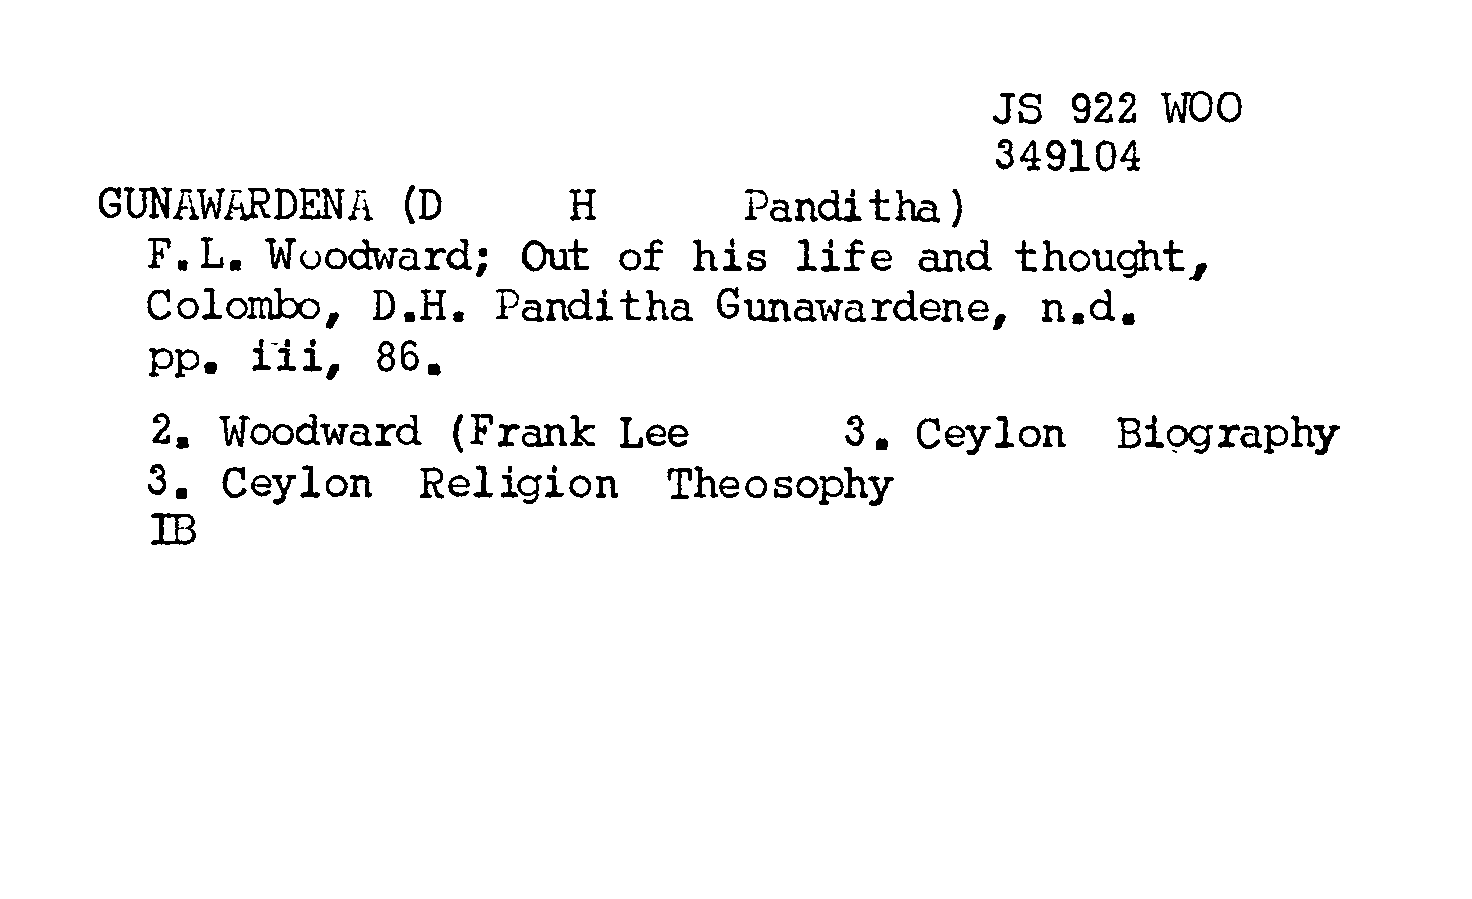 JS 922 WOO
349104
GUNAWARDENA (D H Panditha)
F.L. Woodward; Out of his life and thought,
Colombo, D.H. Panditha Gunawardene, n.d.
pp. iii, 86.
2. Woodward (Frank Lee 3. Ceylon Biography
3. Ceylon Religion Theosophy
IB